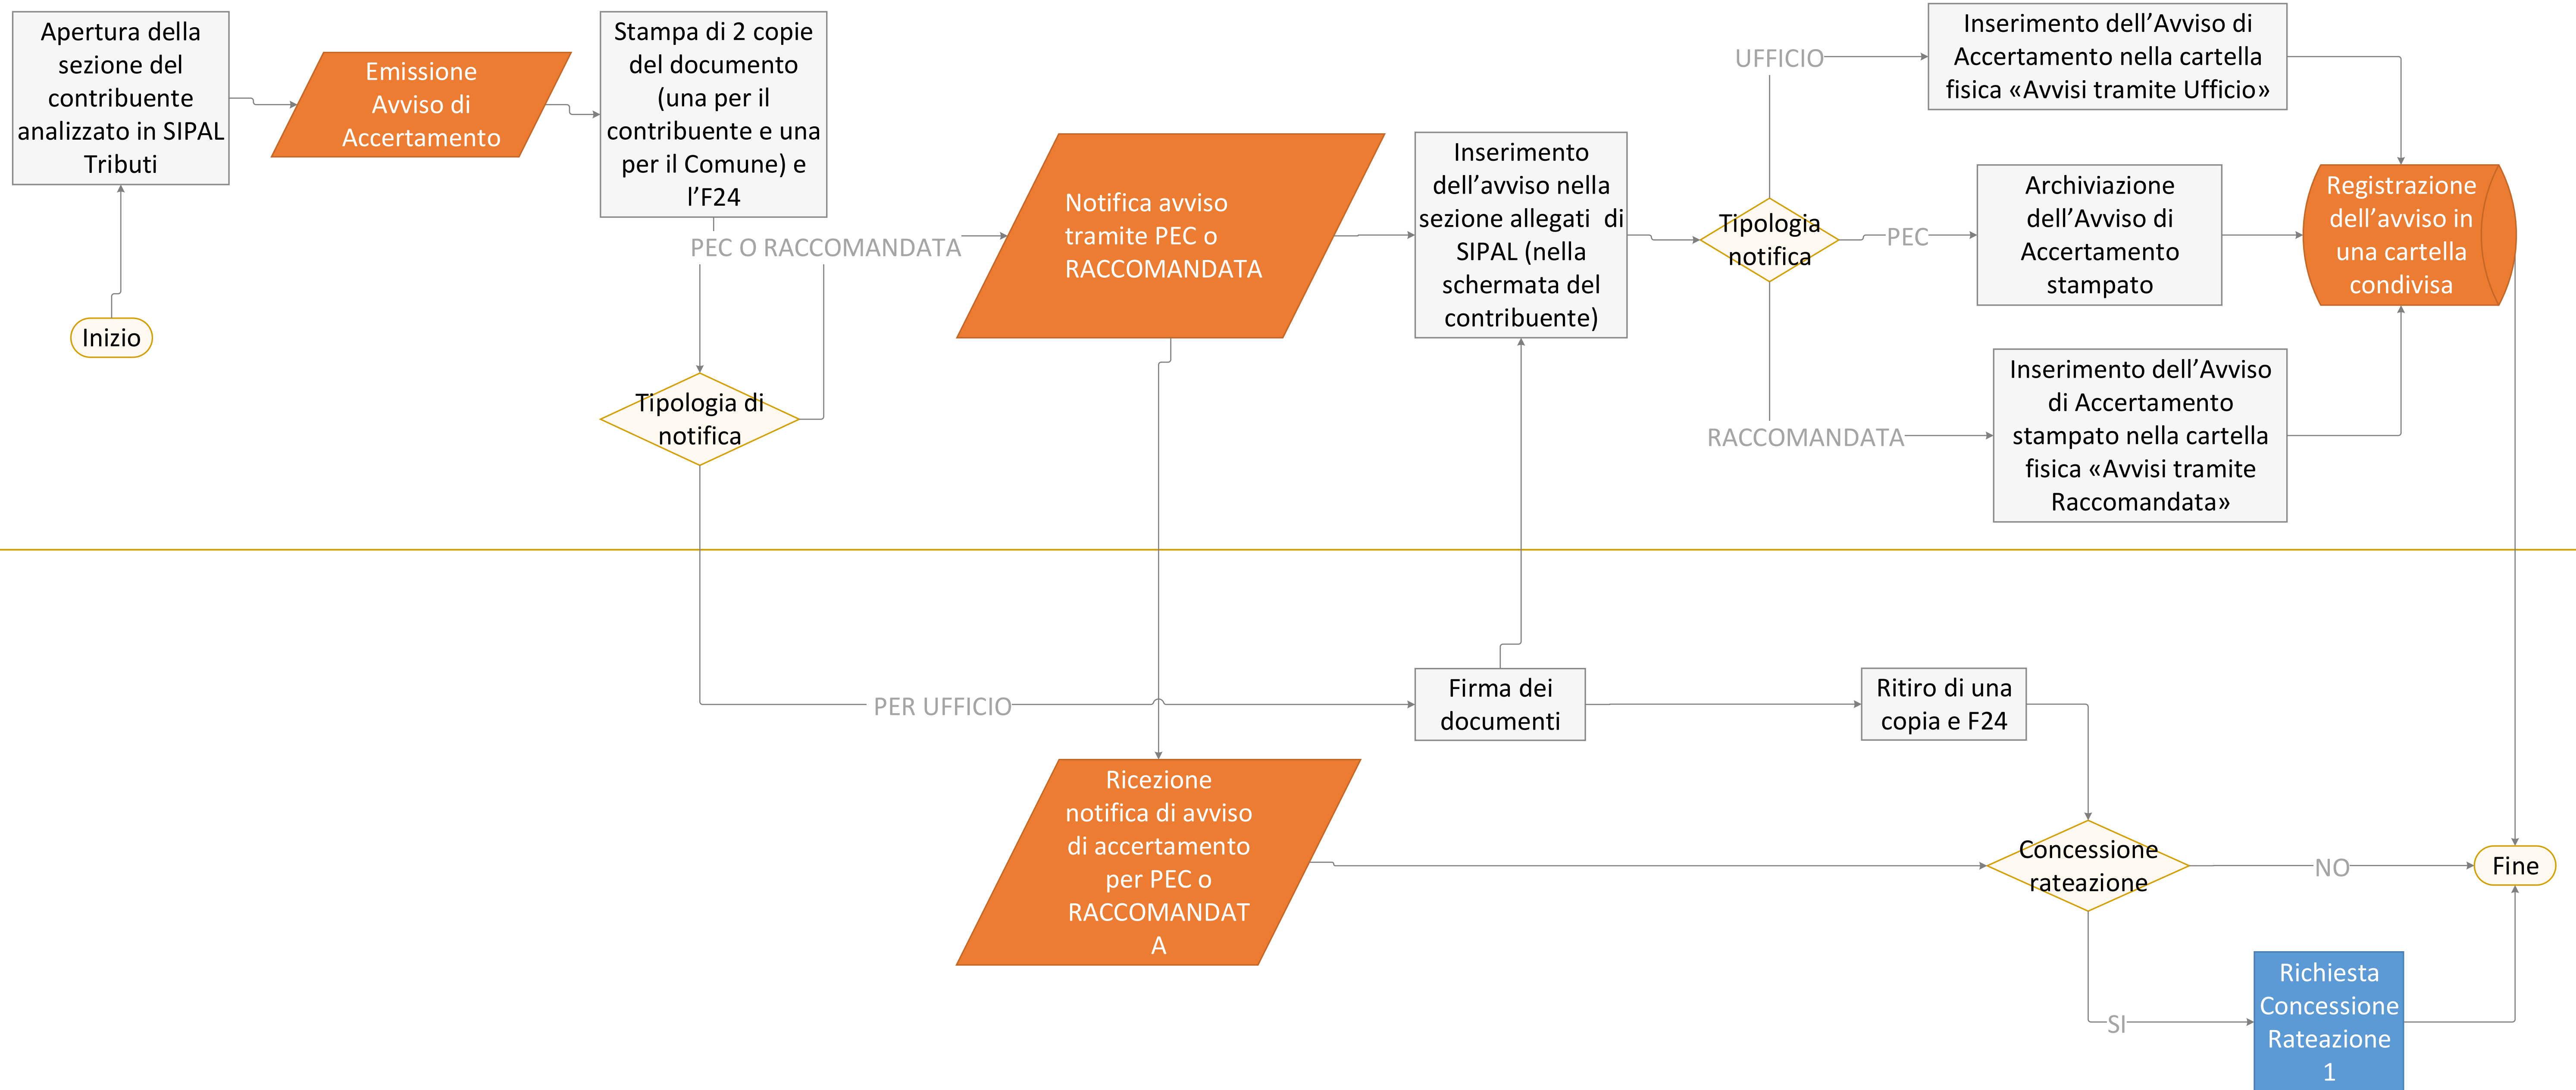 Apertura della
sezione del
contribuente
analizzato in SIPAL
Tributi
Inizio
Emissione
Avviso di
Accertamento
Stampa di 2 copie
del documento
(una per il
contribuente e una
per il Comune) e
l’F24
PEC O RACCOMANDATA
Tipologia di
notifica
Notifica avviso
tramite PEC o
RACCOMANDATA
Inserimento
dell’avviso nella
sezione allegati  di
SIPAL (nella
schermata del
contribuente)
Tipologia
notifica
UFFICIO
PEC
RACCOMANDATA
Inserimento dell’Avviso di
Accertamento nella cartella
fisica «Avvisi tramite Ufficio»
Archiviazione
dell’Avviso di
Accertamento
stampato
Inserimento dell’Avviso
di Accertamento
stampato nella cartella
fisica «Avvisi tramite
Raccomandata»
Registrazione
dell’avviso in
una cartella
condivisa
PER UFFICIO
Firma dei
documenti
Ritiro di una
copia e F24
Ricezione
notifica di avviso
di accertamento
per PEC o
RACCOMANDAT
A
Concessione
rateazione
NO
Fine
SI
Richiesta
Concessione
Rateazione
1